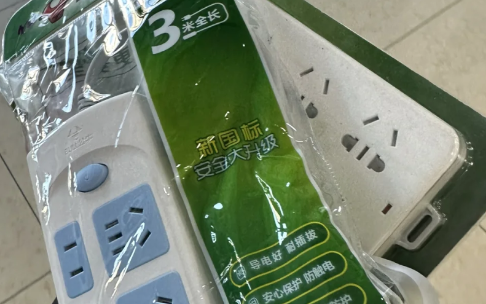 3米全长
新国标
安全大升级
导电好 耐插拔
安心保护 防触电